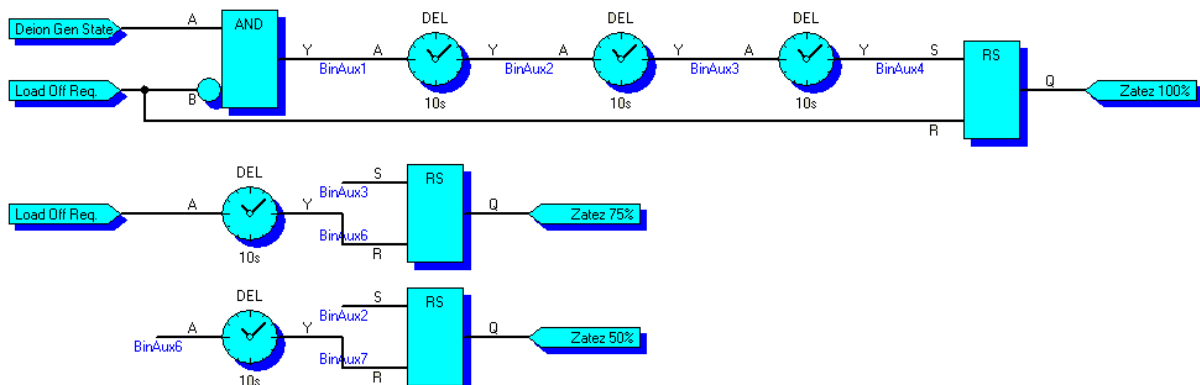 DEL DEL DEL
Deion Gen State A AND RS
Y A Y A Y A Y S
BinAux1 BinAux2 BinAux3 BinAux4
Load Off Req. B Q Zatez 100%
10s 10s 10s
R
DEL S RS
BinAux3
Load Off Req. A Y Q Zatez 75%
BinAux6
10s R
DEL S RS
BinAux2
A Y Q Zatez 50%
BinAux6 BinAux7
10s R